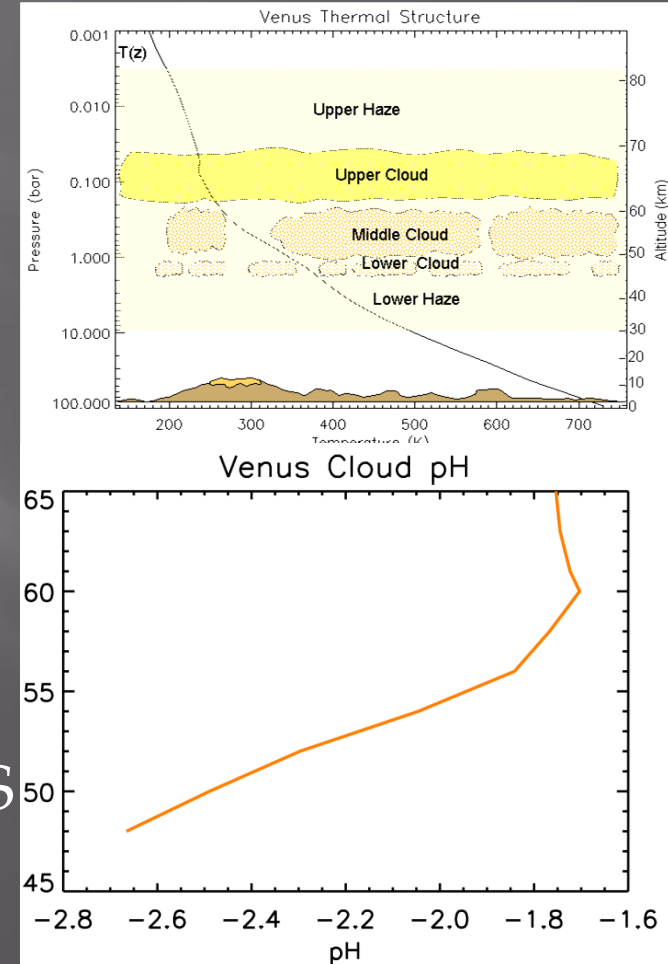 Venus Thermal Structure
0.001
0.010
0.100
1.000
10.000
100.000
Pressure (bar)
T(z)
Upper Haze
Upper Cloud
Middle Cloud
Lower Cloud
Lower Haze
80
70
60
50
40
30
20
10
0
Altitude (km)
200 300 400 500 600 700
Temperature (K)
Venus Cloud pH
65
60
55
50
45
-2.8 -2.6 -2.4 -2.2 -2.0 -1.8 -1.6
pH
s